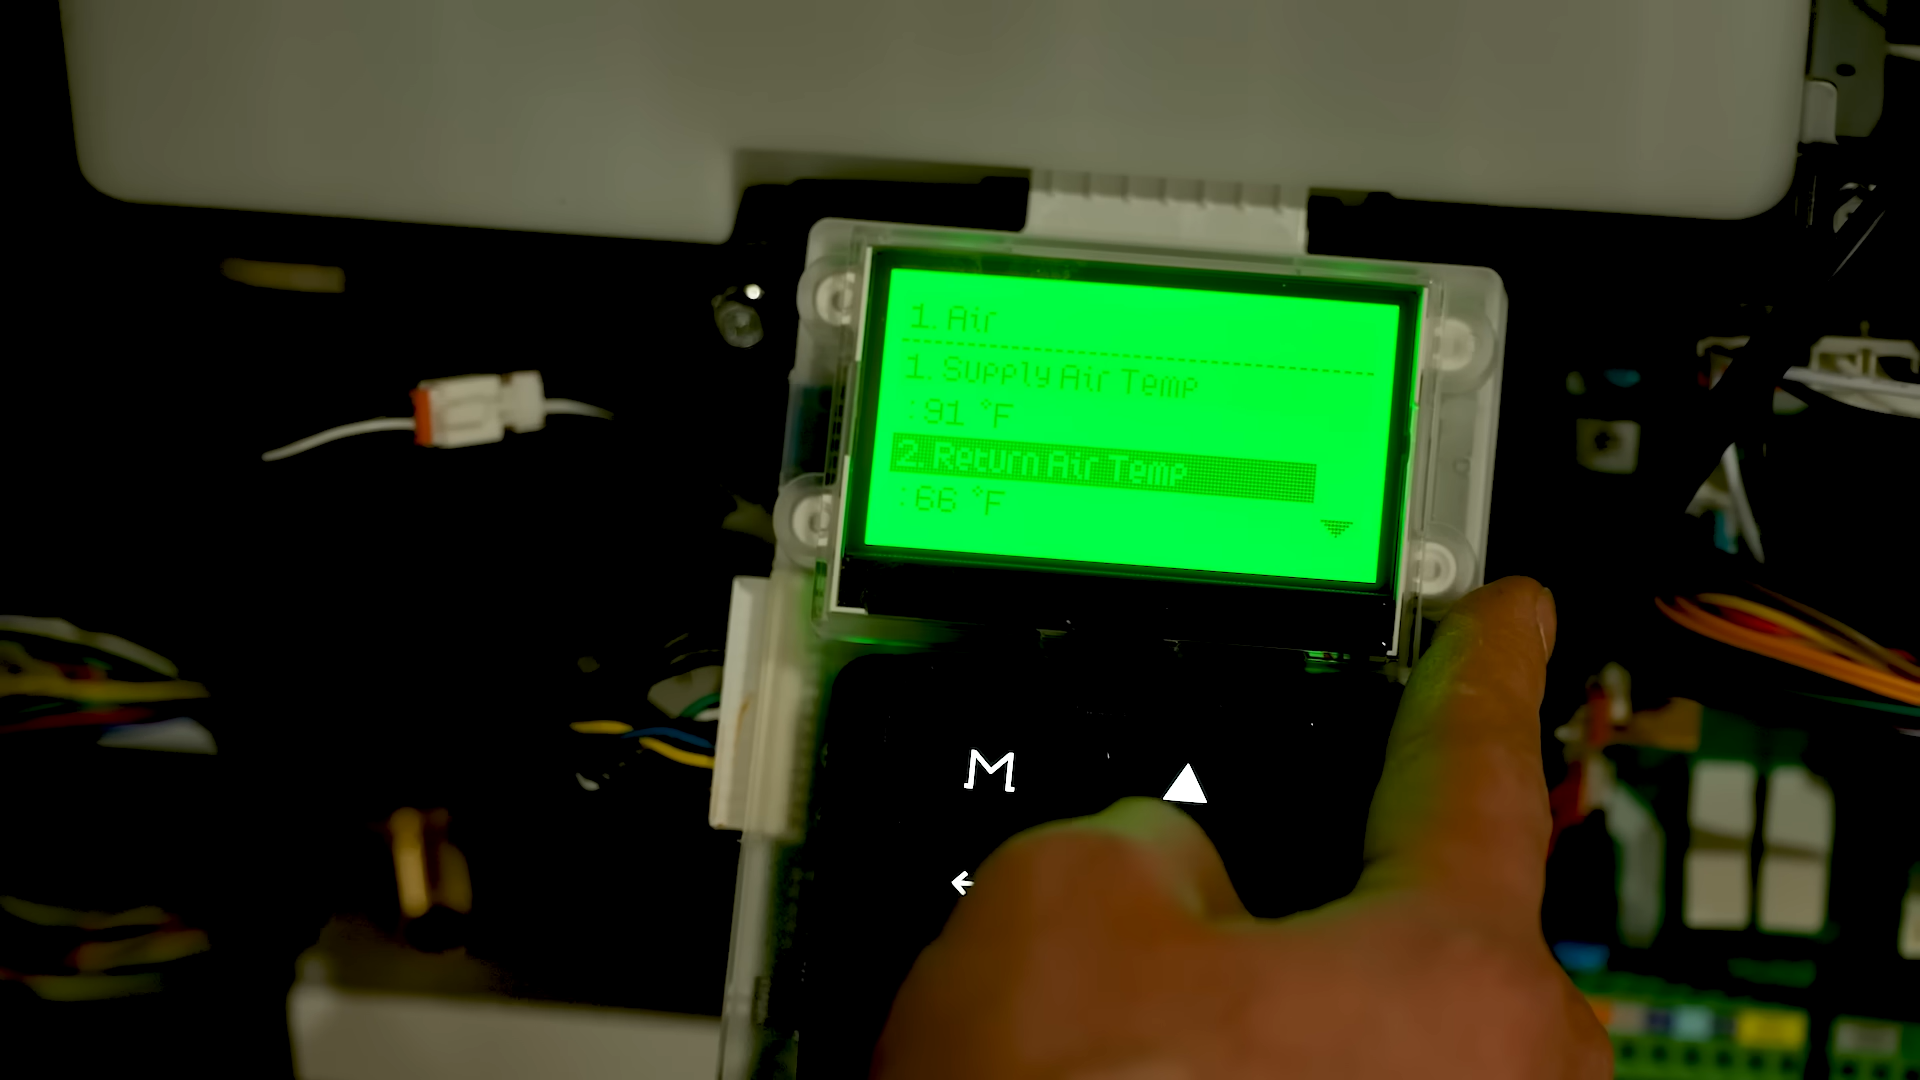 1. Air
1. Supply Air Temp
:91 °F
2. Return Air Temp
:66 °F
M